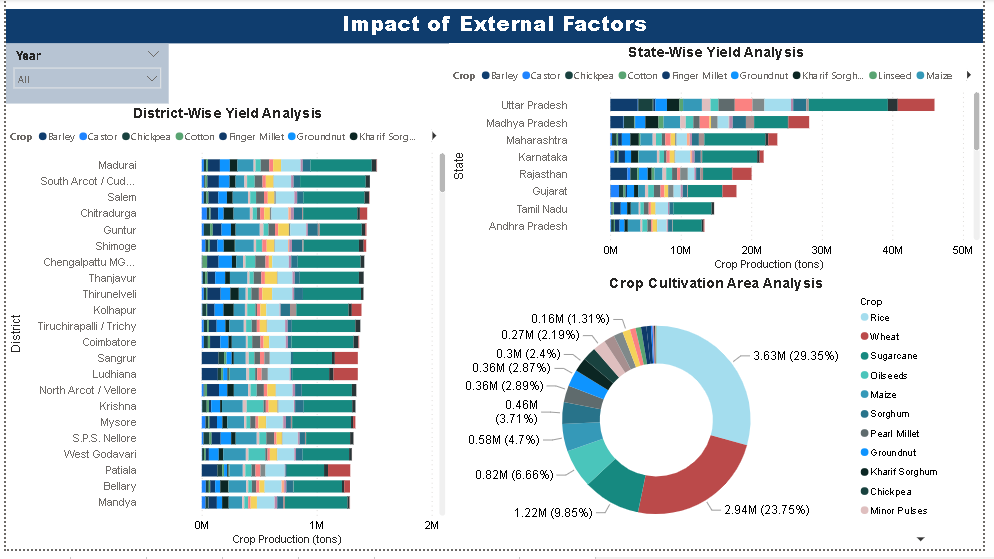 Impact of External Factors
Year
All
State-Wise Yield Analysis
Crop Barley Castor Chickpea Cotton Finger Millet Groundnut Kharif Sorgh... Linseed Maize
State
Uttar Pradesh
Madhya Pradesh
Maharashtra
Karnataka
Rajasthan
Gujarat
Tamil Nadu
Andhra Pradesh
0M 10M 20M 30M 40M 50M
Crop Production (tons)
District-Wise Yield Analysis
Crop Barley Castor Chickpea Cotton Finger Millet Groundnut Kharif Sorg...
District
Madurai
South Arcot / Cud...
Salem
Chitradurga
Guntur
Shimoge
Chengalpattu MG...
Thanjavur
Thirunelveli
Kolhapur
Tiruchirapalli / Trichy
Coimbatore
Sangrur
Ludhiana
North Arcot / Vellore
Krishna
Mysore
S.P.S. Nellore
West Godavari
Patiala
Bellary
Mandya
0M 1M 2M
Crop Production (tons)
Crop Cultivation Area Analysis
0.16M (1.31%)
0.27M (2.19%)
0.3M (2.4%)
0.36M (2.87%)
0.36M (2.89%)
0.46M
(3.71%)
0.58M (4.7%)
0.82M (6.66%)
1.22M (9.85%)
2.94M (23.75%)
3.63M (29.35%)
Crop
Rice
Wheat
Sugarcane
Oilseeds
Maize
Sorghum
Pearl Millet
Groundnut
Kharif Sorghum
Chickpea
Minor Pulses